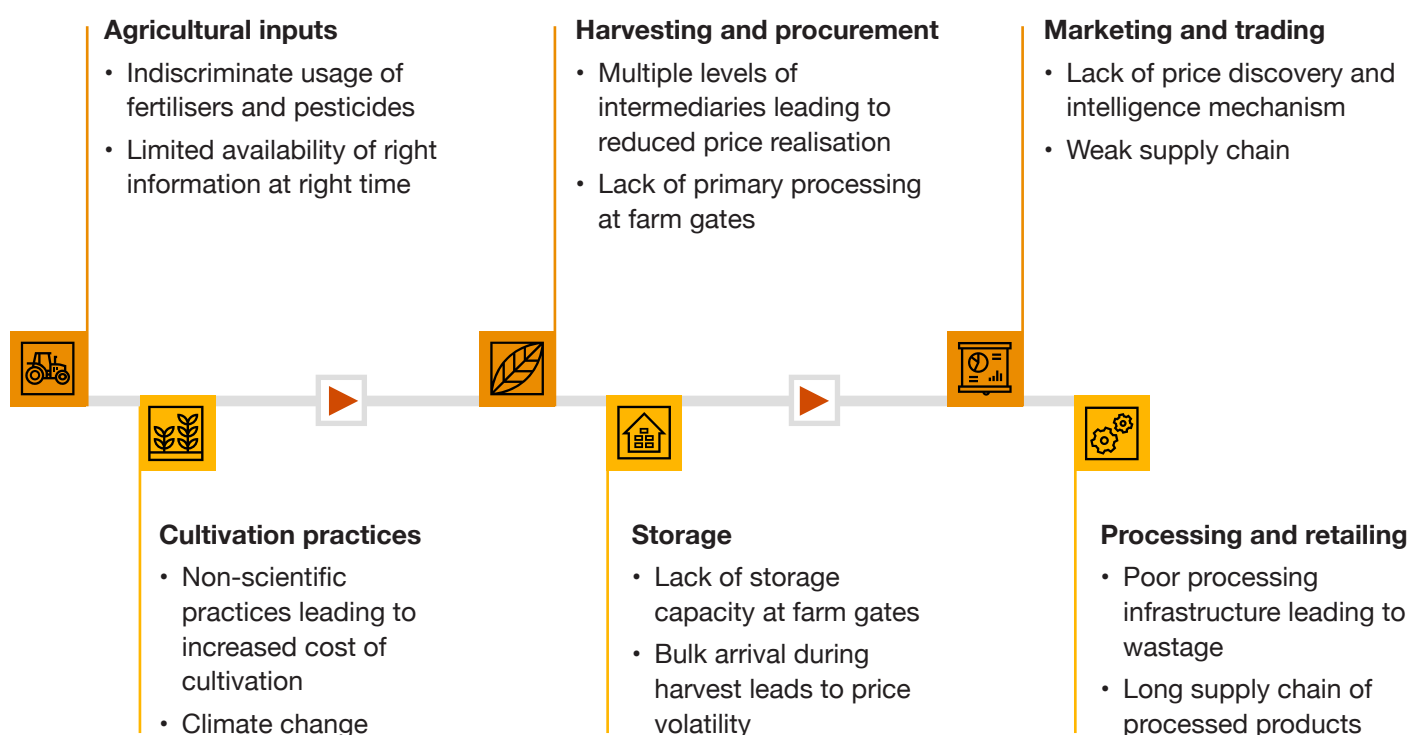 Agricultural inputs
• Indiscriminate usage of
fertilisers and pesticides
• Limited availability of right
information at right time
Harvesting and procurement
• Multiple levels of
intermediaries leading to
reduced price realisation
• Lack of primary processing
at farm gates
Marketing and trading
• Lack of price discovery and
intelligence mechanism
• Weak supply chain
Cultivation practices
• Non-scientific
practices leading to
increased cost of
cultivation
• Climate change
Storage
• Lack of storage
capacity at farm gates
• Bulk arrival during
harvest leads to price
volatility
Processing and retailing
• Poor processing
infrastructure leading to
wastage
• Long supply chain of
processed products